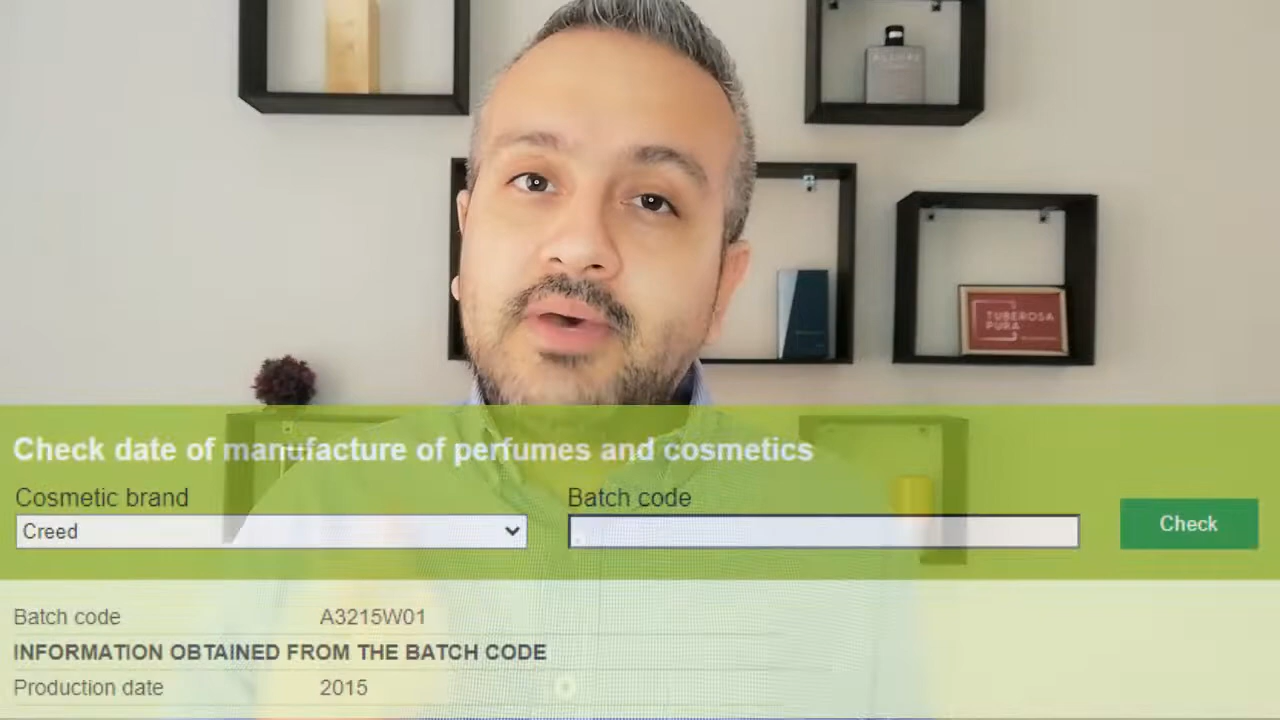 ALLURE
TUBEROSA
PURA
Check date of manufacture of perfumes and cosmetics
Cosmetic brand
Batch code
Creed
Check
Batch code
A3215W01
INFORMATION OBTAINED FROM THE BATCH CODE
Production date
2015